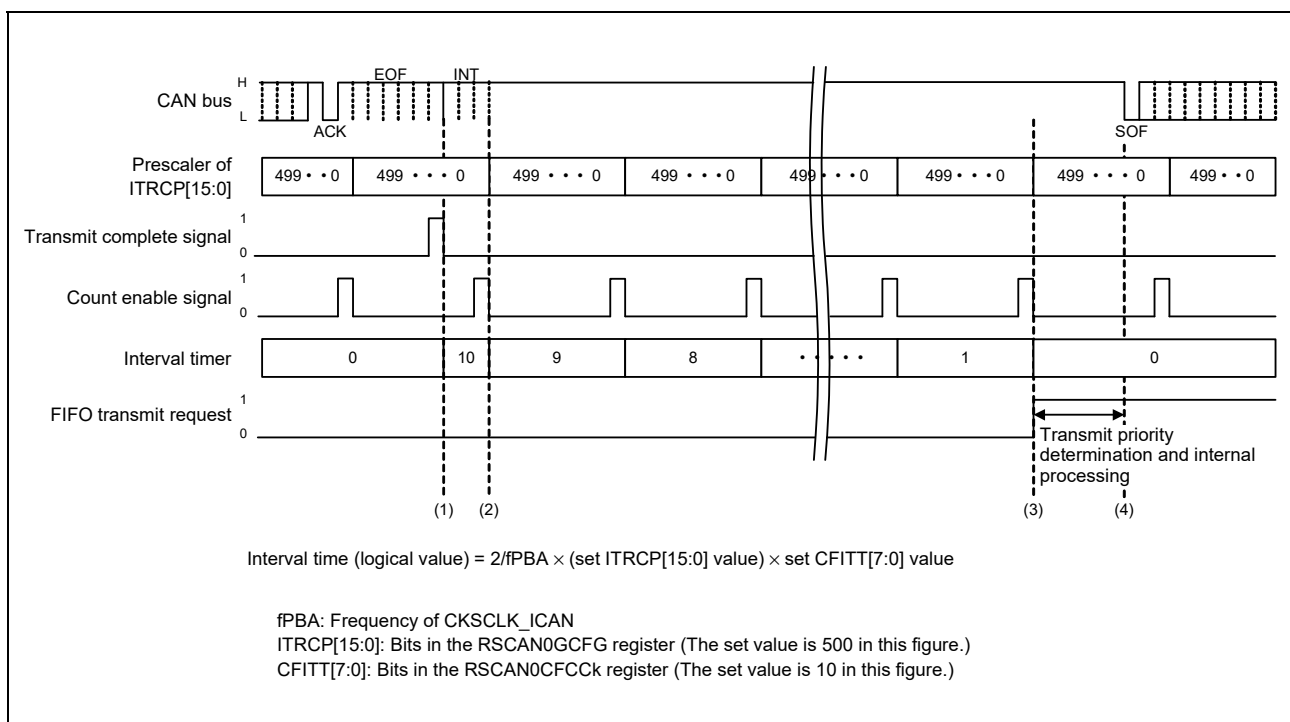 EOF INT
H
CAN bus
L
ACK SOF
Prescaler of
ITRCP[15:0]
499・・0 499・・・0 499・・・0 499・・・0 499・・・0 499・・・0 499・・・0 499・・0
Transmit complete signal
1
0
Count enable signal
1
0
Interval timer
0 10 9 8 ・・・・・ 1 0
FIFO transmit request
1
0
Transmit priority
determination and internal
processing
(1) (2) (3) (4)
Interval time (logical value) = 2/fPBA × (set ITRCP[15:0] value) × set CFITT[7:0] value
fPBA: Frequency of CKSCLK_ICAN
ITRCP[15:0]: Bits in the RSCAN0GCFG register (The set value is 500 in this figure.)
CFITT[7:0]: Bits in the RSCAN0CFCCk register (The set value is 10 in this figure.)